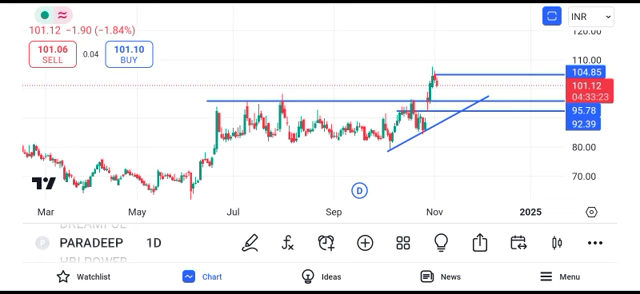 INR
101.12 −1.90 (−1.84%)
120.00
101.06
SELL
0.04
101.10
BUY
110.00
104.85
101.12
04:33:23
95.78
92.39
80.00
70.00
D
Mar
May
Jul
Sep
Nov
2025
P
PARADEEP
1D
Watchlist
Chart
Ideas
News
Menu